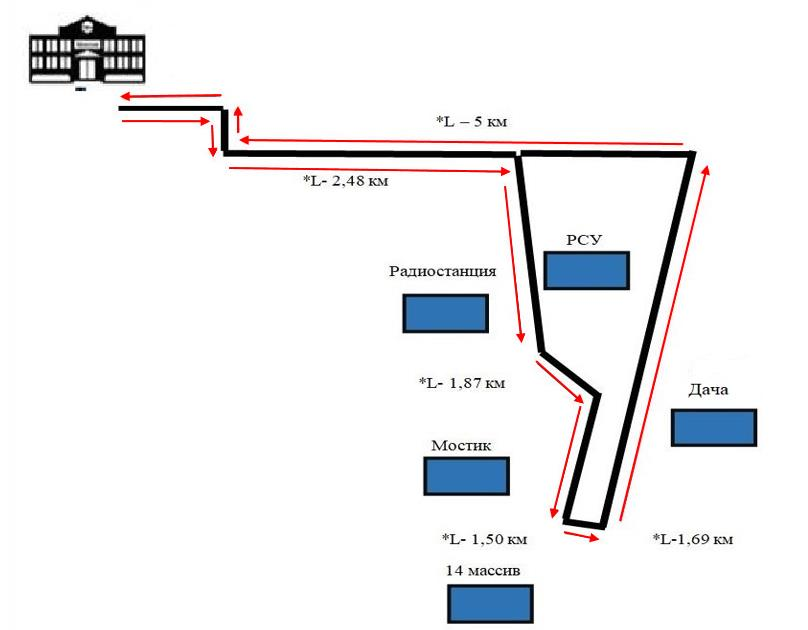 *L – 5 км
*L- 2,48 км
РСУ
Радиостанция
*L- 1,87 км
Дача
Мостик
*L- 1,50 км
*L-1,69 км
14 массив